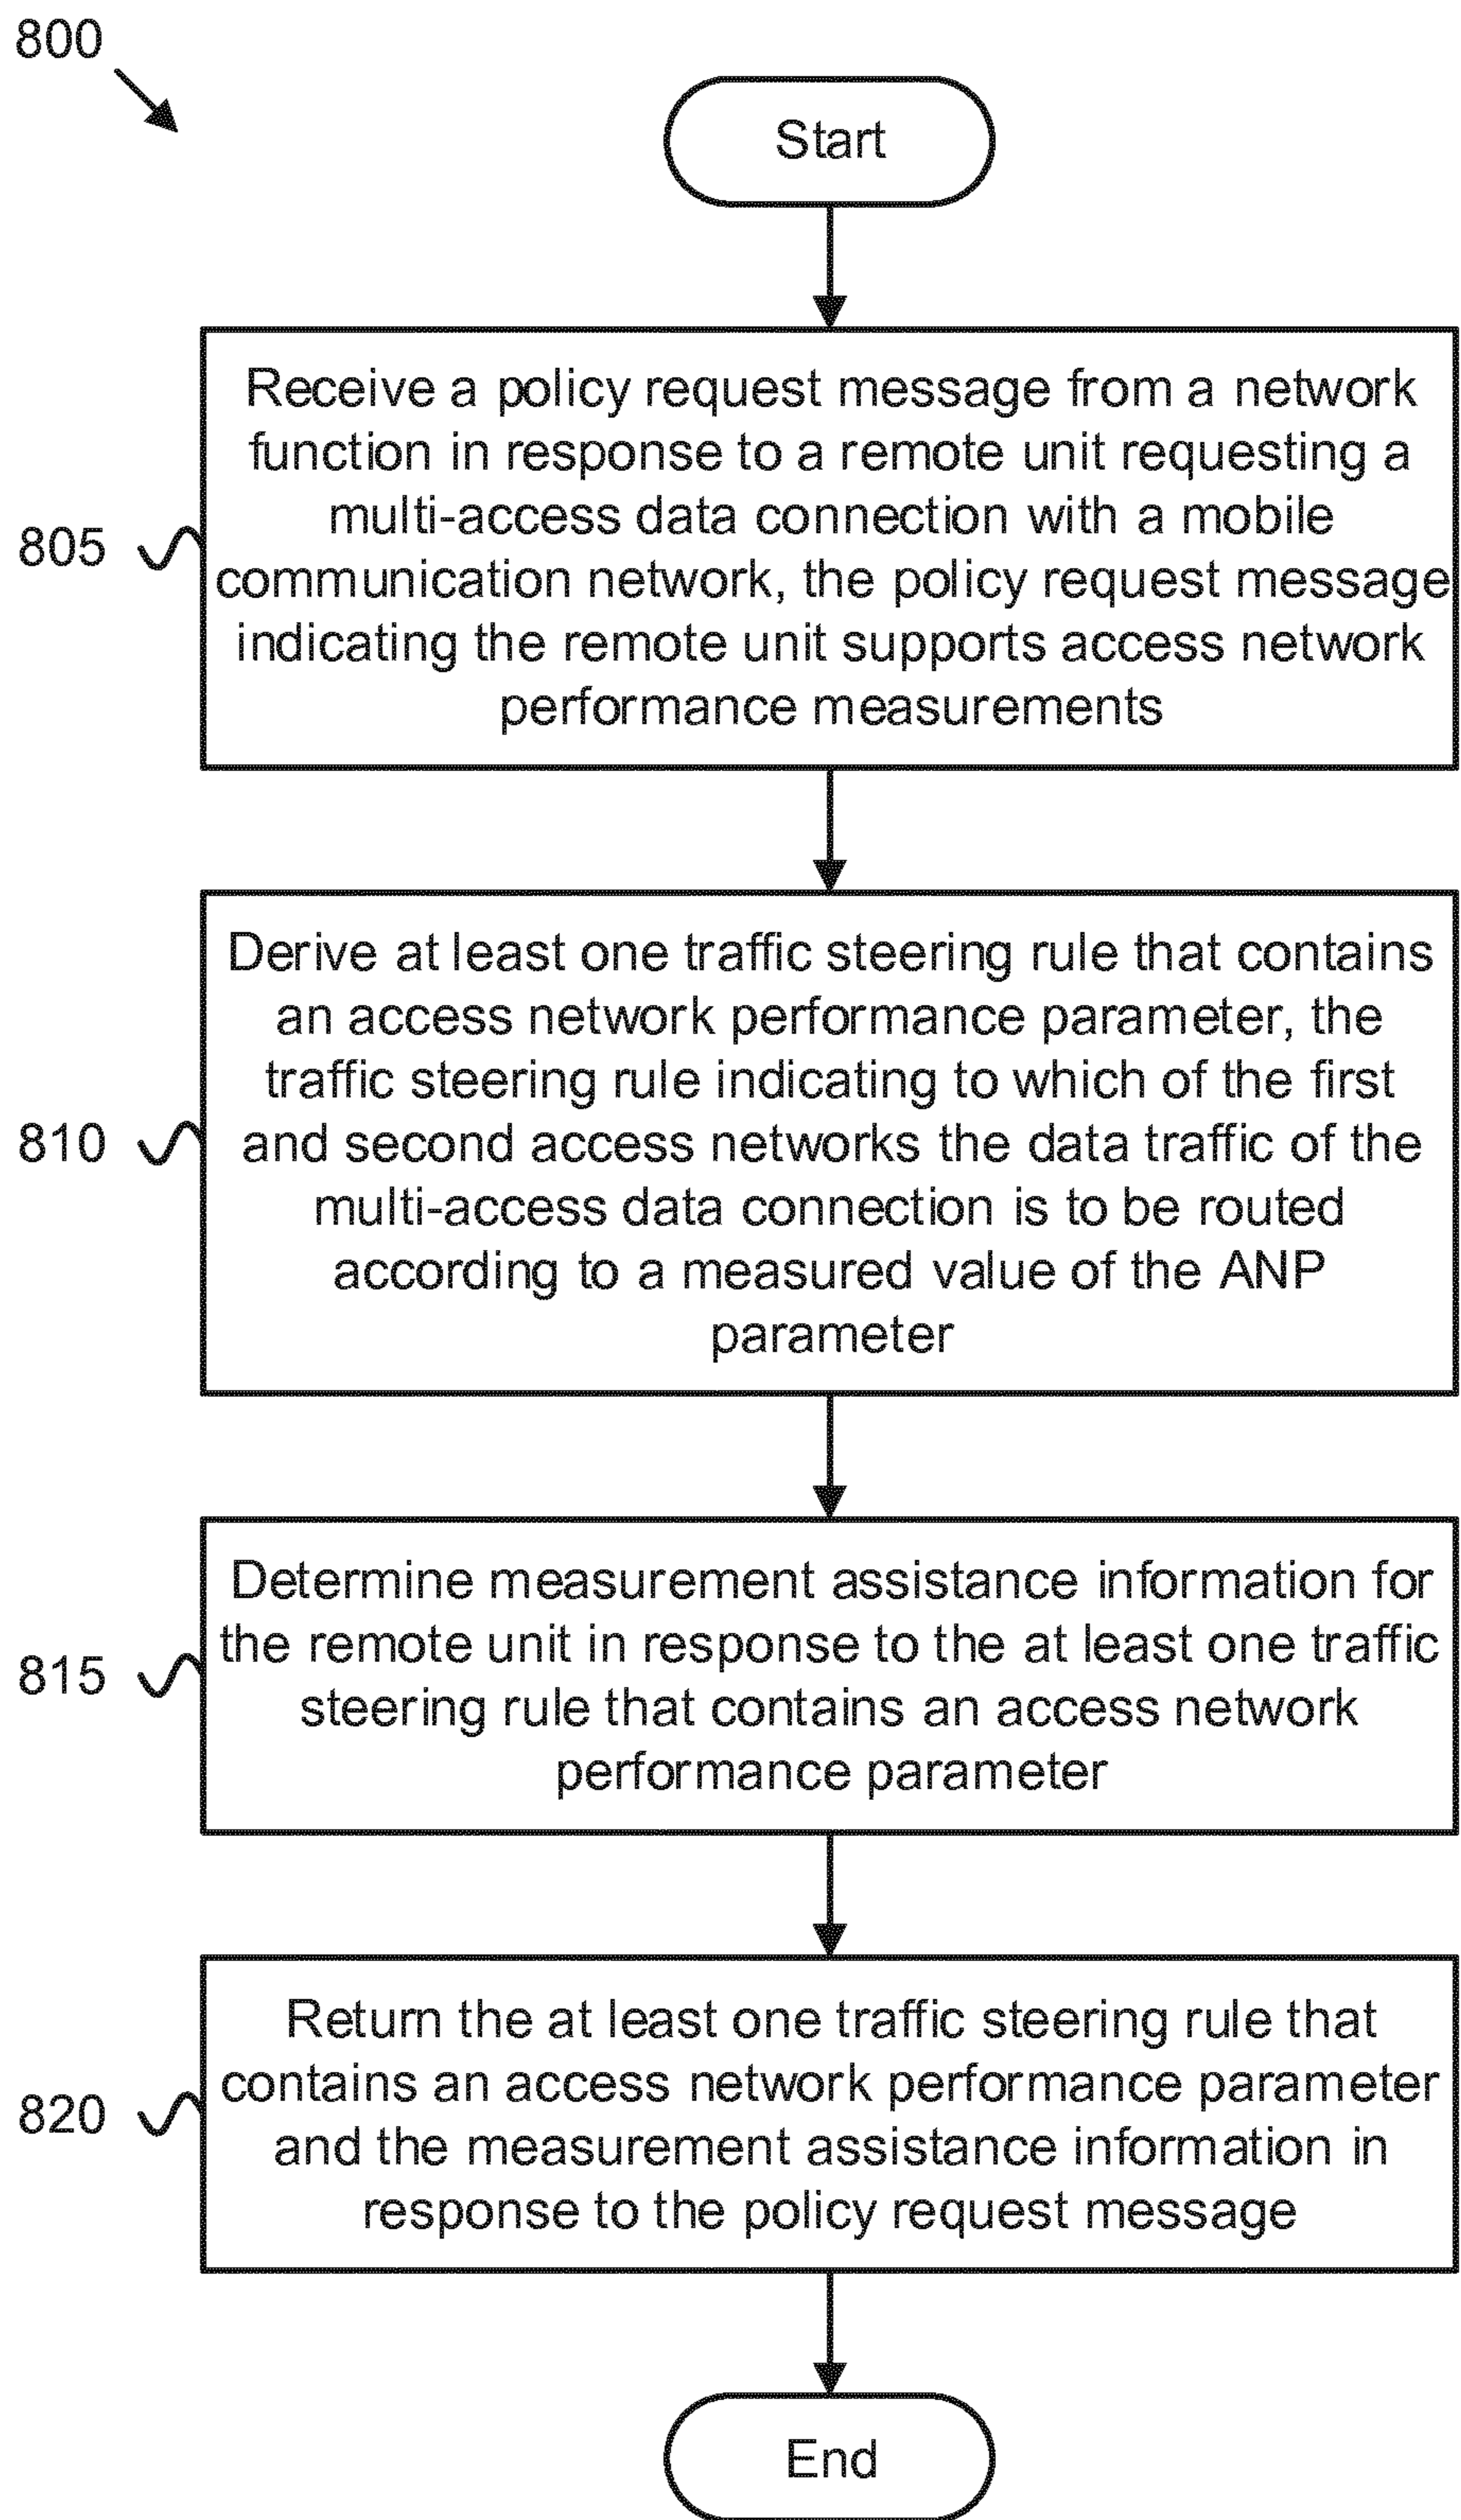 800
Start
Receive a policy request message from a network
function in response to a remote unit requesting a
multi-access data connection with a mobile
805
communication network, the policy request message
indicating the remote unit supports access network
performance measurements
Derive at least one traffic steering rule that contains
an access network performance parameter, the
traffic steering rule indicating to which of the first
810
and second access networks the data traffic of the
multi-access data connection is to be routed
according to a measured value of the ANP
parameter
Determine measurement assistance information for
the remote unit in response to the at least one traffic
815
steering rule that contains an access network
performance parameter
Return the at least one traffic steering rule that
contains an access network performance parameter
820
and the measurement assistance information in
response to the policy request message
End